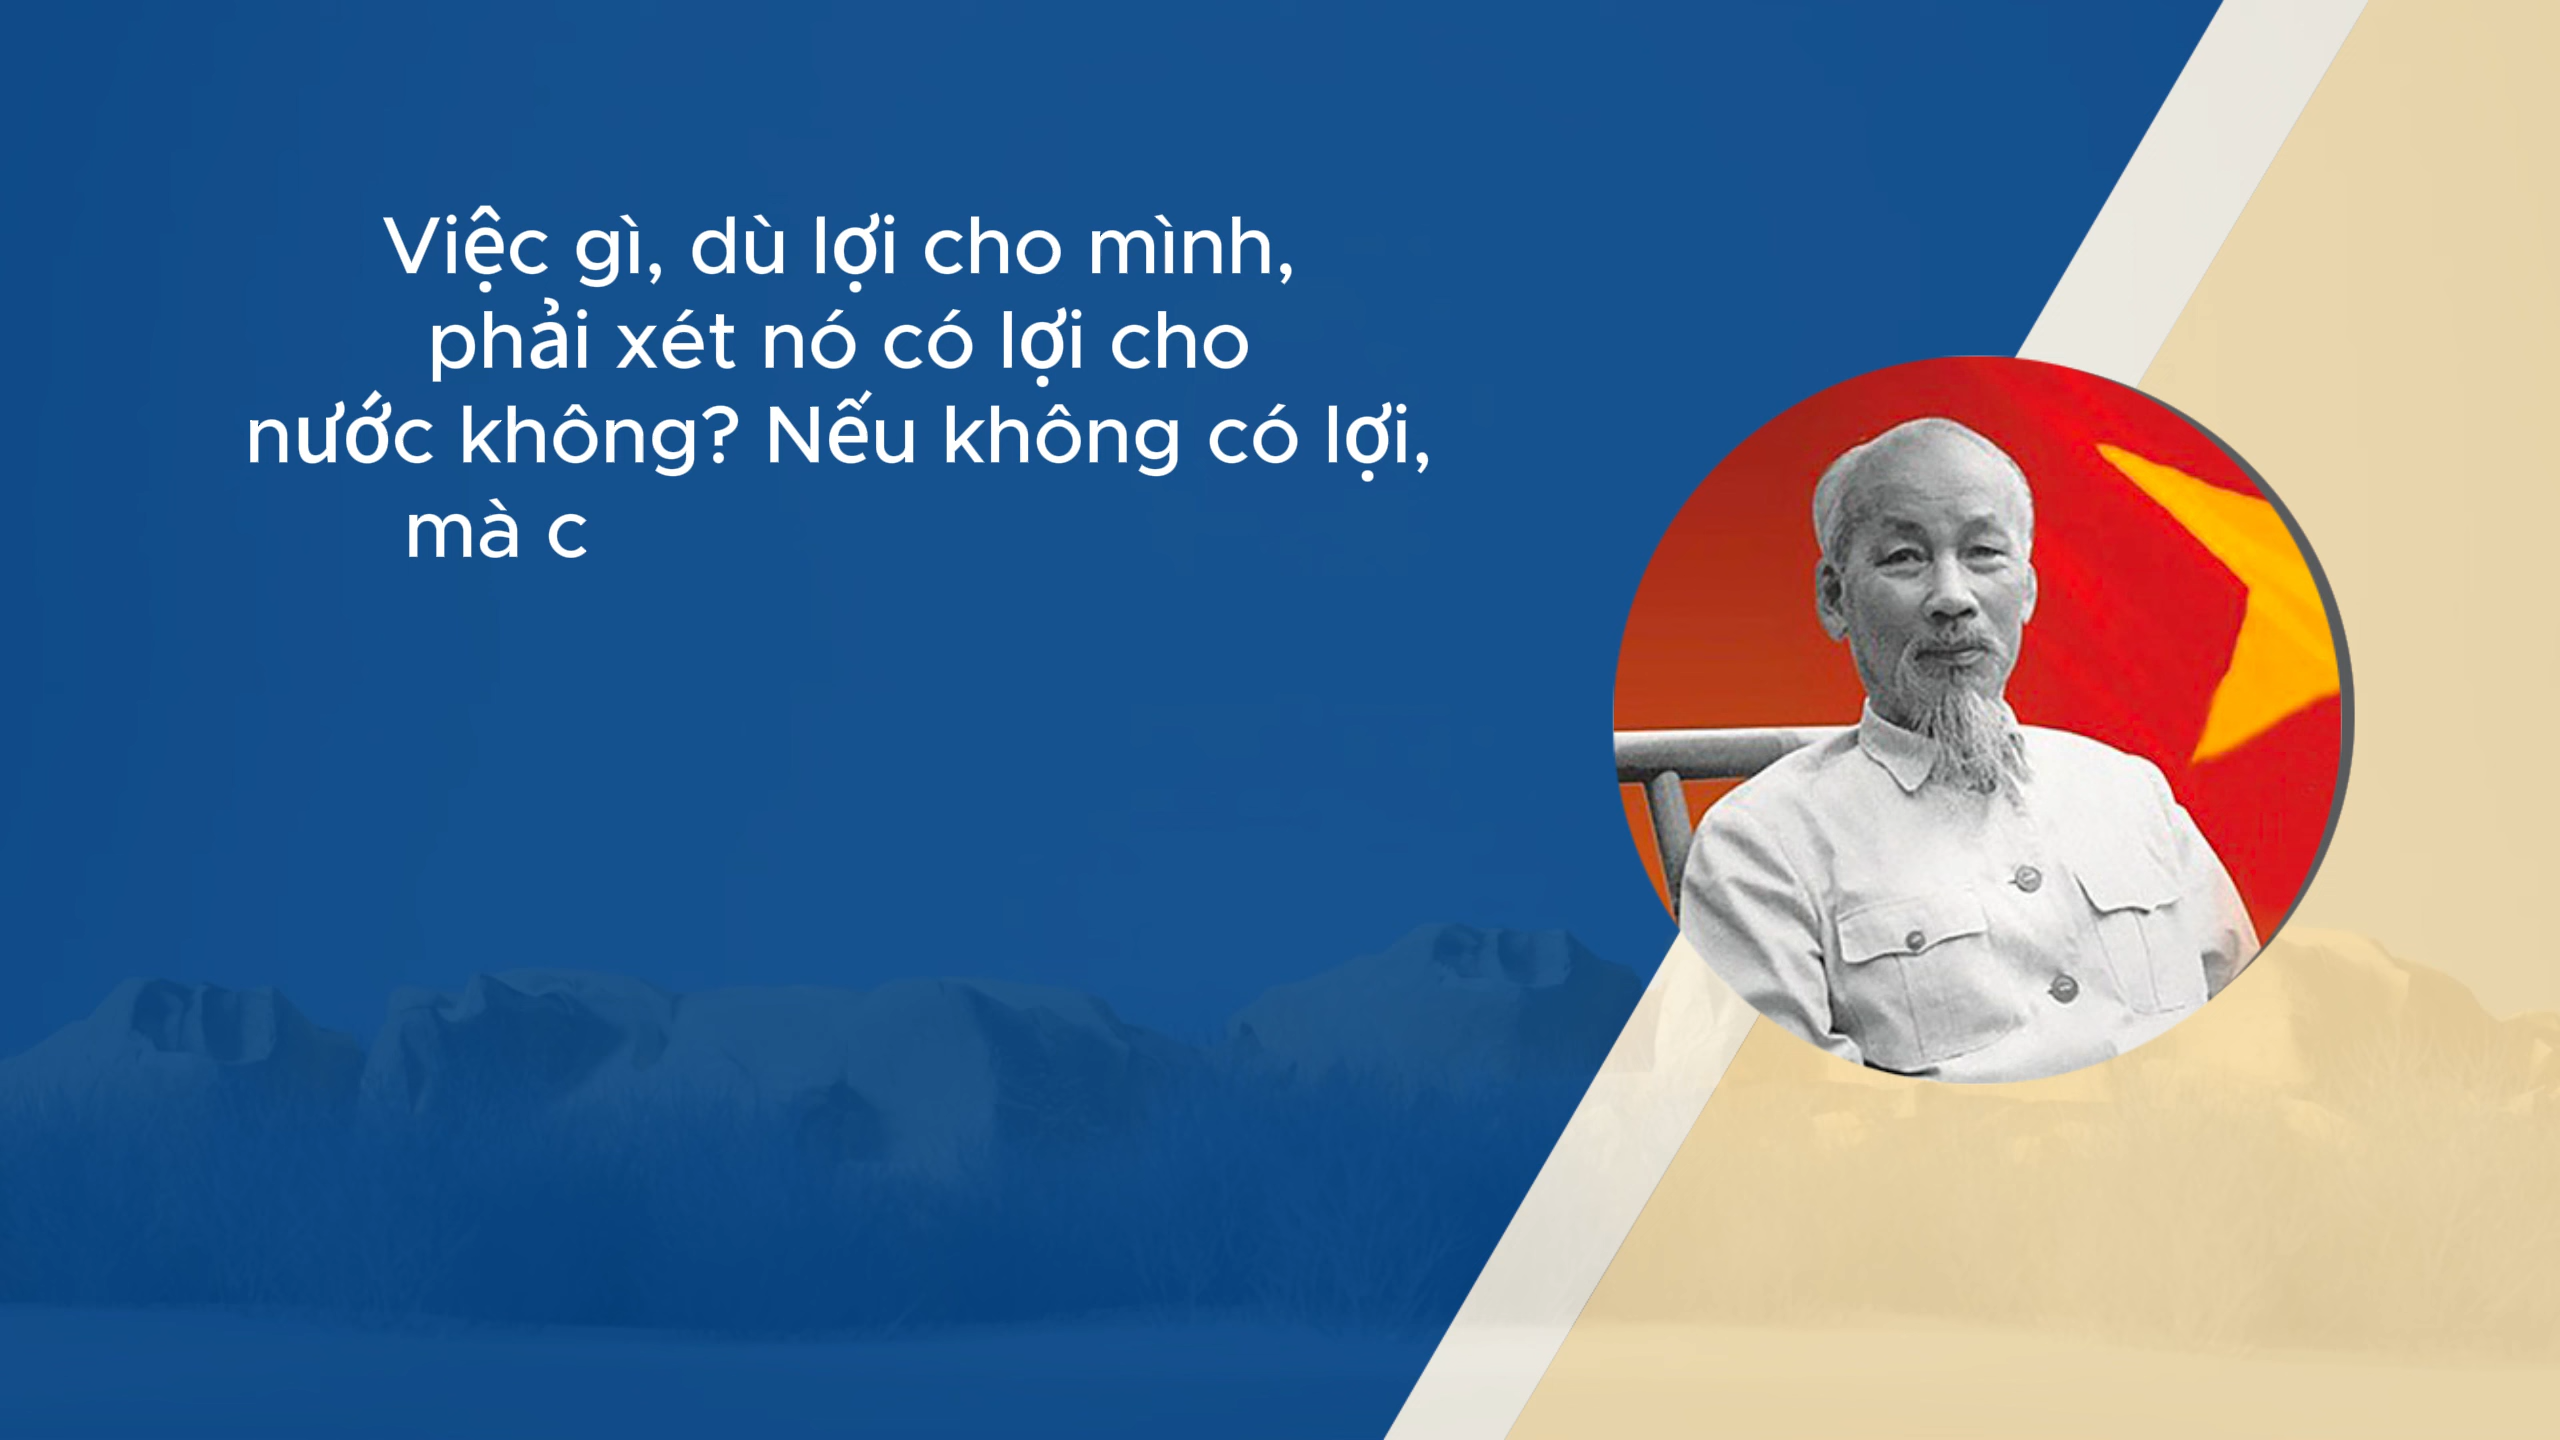 Việc gì, dù lợi cho mình,
phải xét nó có lợi cho
nước không? Nếu không có lợi,
mà c